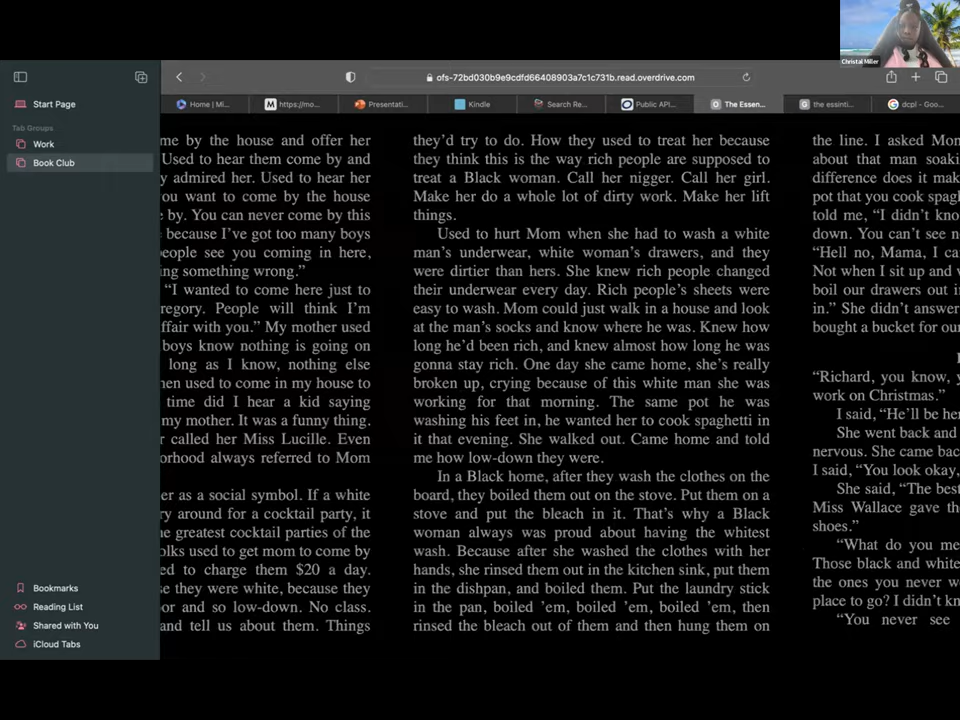 Christal Miller
ofs-72bd030b9e9cdfd66408903a7c1c731b.read.overdrive.com
Start Page
Tab Groups
Work
Book Club
Bookmarks
Reading List
Shared with You
iCloud Tabs
Home | Mi...
https://mo...
Presentati...
Kindle
Search Re...
Public API...
The Essen...
the essinti...
dcpl - Goo...
me by the house and offer her
Used to hear them come by and
y admired her. Used to hear her
ou want to come by the house
by. You can never come by this
because I've got too many boys
people see you coming in here,
ing something wrong."
"I wanted to come here just to
regory. People will think I'm
ffair with you." My mother used
boys know nothing is going on
long as I know, nothing else
en used to come in my house to
time did I hear a kid saying
my mother. It was a funny thing.
r called her Miss Lucille. Even
orhood always referred to Mom
er as a social symbol. If a white
ry around for a cocktail party, it
e greatest cocktail parties of the
olks used to get mom to come by
ed to charge them $20 a day.
e they were white, because they
or and so low-down. No class.
and tell us about them. Things
they'd try to do. How they used to treat her because
they think this is the way rich people are supposed to
treat a Black woman. Call her nigger. Call her girl.
Make her do a whole lot of dirty work. Make her lift
things.
Used to hurt Mom when she had to wash a white
man's underwear, white woman's drawers, and they
were dirtier than hers. She knew rich people changed
their underwear every day. Rich people's sheets were
easy to wash. Mom could just walk in a house and look
at the man's socks and know where he was. Knew how
long he'd been rich, and knew almost how long he was
gonna stay rich. One day she came home, she's really
broken up, crying because of this white man she was
working for that morning. The same pot he was
washing his feet in, he wanted her to cook spaghetti in
it that evening. She walked out. Came home and told
me how low-down they were.
In a Black home, after they wash the clothes on the
board, they boiled them out on the stove. Put them on a
stove and put the bleach in it. That's why a Black
woman always was proud about having the whitest
wash. Because after she washed the clothes with her
hands, she rinsed them out in the kitchen sink, put them
in the dishpan, and boiled them. Put the laundry stick
in the pan, boiled 'em, boiled 'em, boiled 'em, then
rinsed the bleach out of them and then hung them on
the line. I asked Mom
about that man soaki
difference does it mak
pot that you cook spag
told me, "I didn't kno
down. You can't see n
"Hell no, Mama, I ca
Not when I sit up and w
boil our drawers out in
in." She didn't answer
bought a bucket for our
"Richard, you know, y
work on Christmas."
I said, "He'll be her
She went back and
nervous. She came bac
I said, "You look okay,
She said, "The best
Miss Wallace gave the
shoes."
"What do you me
Those black and white
the ones you never w
place to go? I didn't kn
"You never see